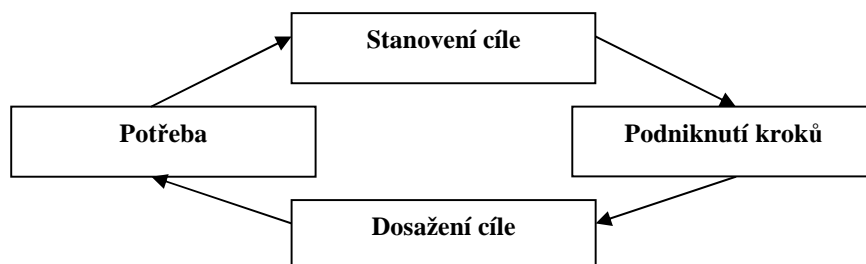 Stanovení cíle
Potřeba
Podniknutí kroků
Dosažení cíle